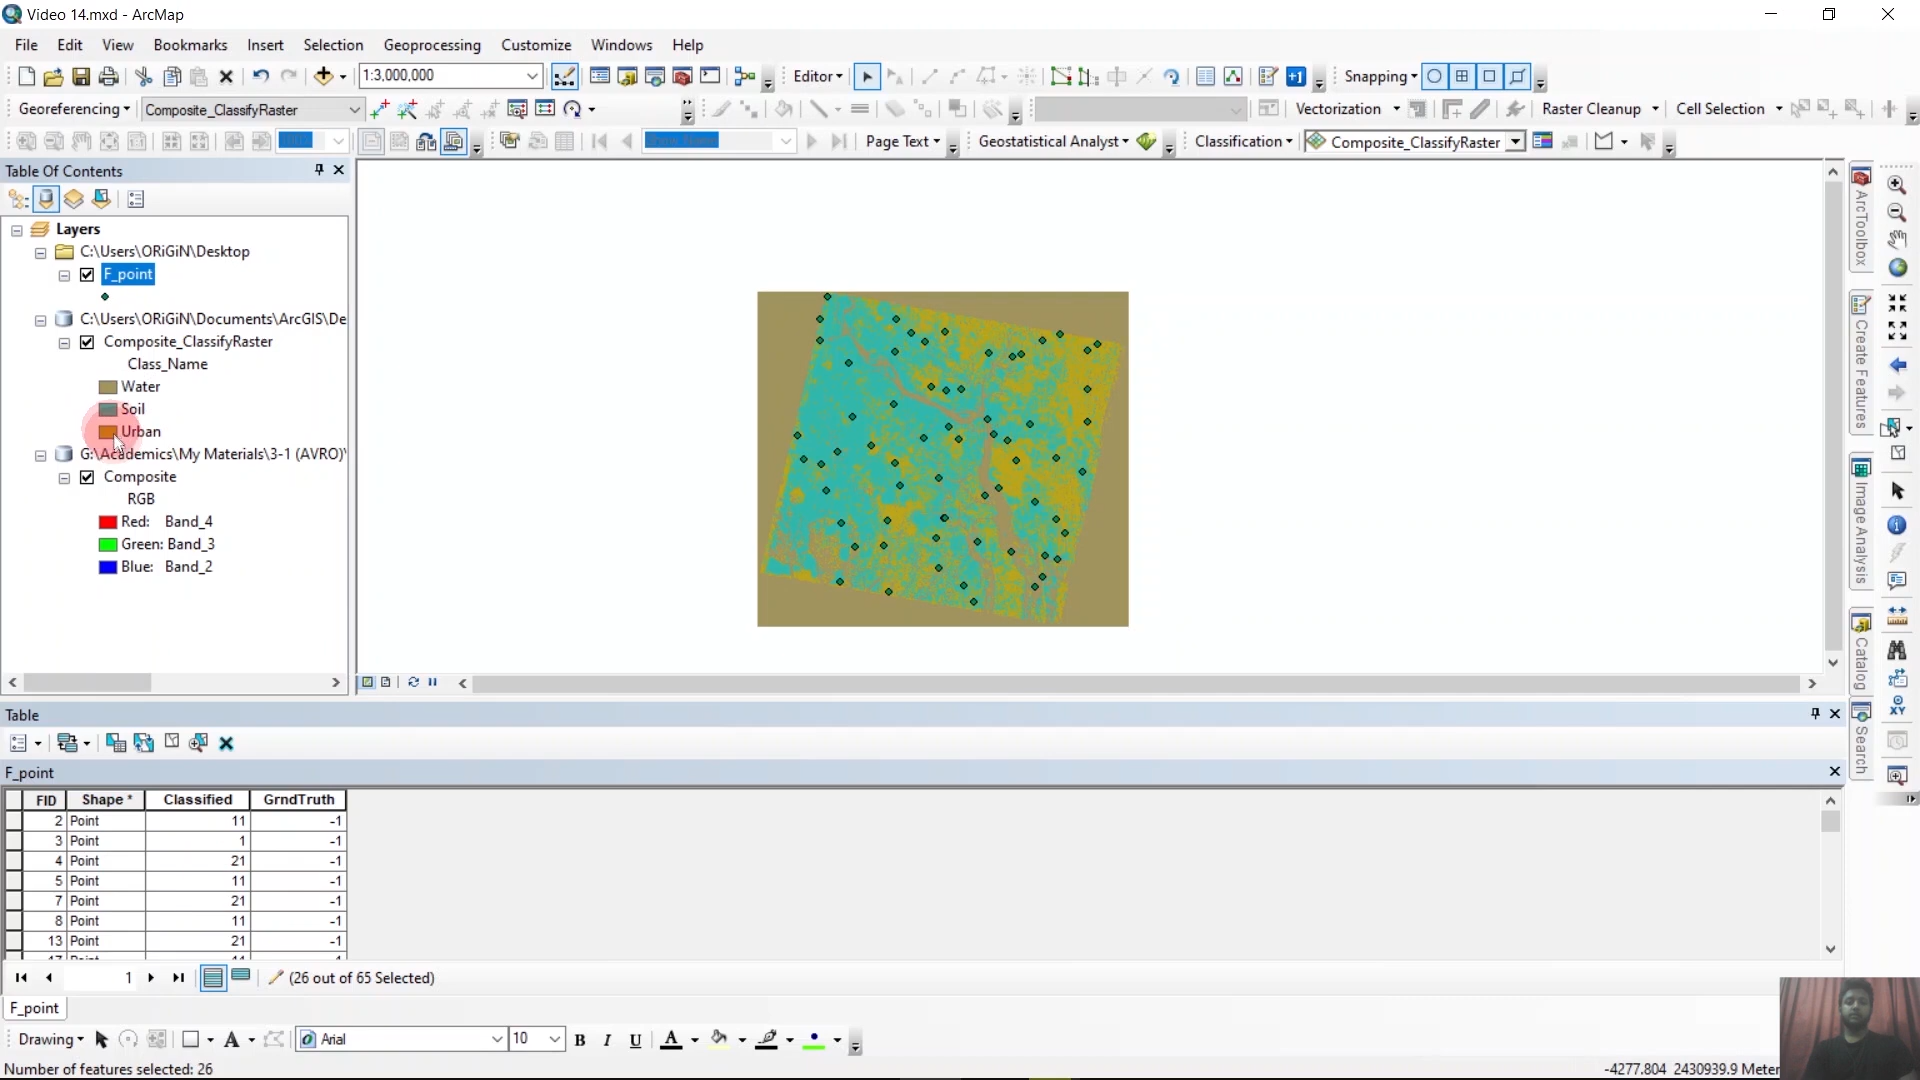 Video 14.mxd - ArcMap
File Edit View Bookmarks Insert Selection Geoprocessing Customize Windows Help
1:3,000,000 Editor Snapping
Georeferencing Composite_ClassifyRaster Vectorization Raster Cleanup Cell Selection
Page Text Geostatistical Analyst Classification Composite_ClassifyRaster
Table Of Contents
Layers
C:\Users\ORiGiN\Desktop
F_point
C:\Users\ORiGiN\Documents\ArcGIS\De
Composite_ClassifyRaster
Class_Name
Water
Soil
Urban
G:\Academics\My Materials\3-1 (AVRO)\
Composite
RGB
Red: Band_4
Green: Band_3
Blue: Band_2
ArcToolbox
Create Features
Image Analysis
Catalog
Search
XY
Table
F_point
FID Shape * Classified GrndTruth
2 Point 11 -1
3 Point 1 -1
4 Point 21 -1
5 Point 11 -1
7 Point 21 -1
8 Point 11 -1
13 Point 21 -1
1 (26 out of 65 Selected)
F_point
Drawing A Arial 10 B I U A
Number of features selected: 26
-4277.804 2430939.9 Meter